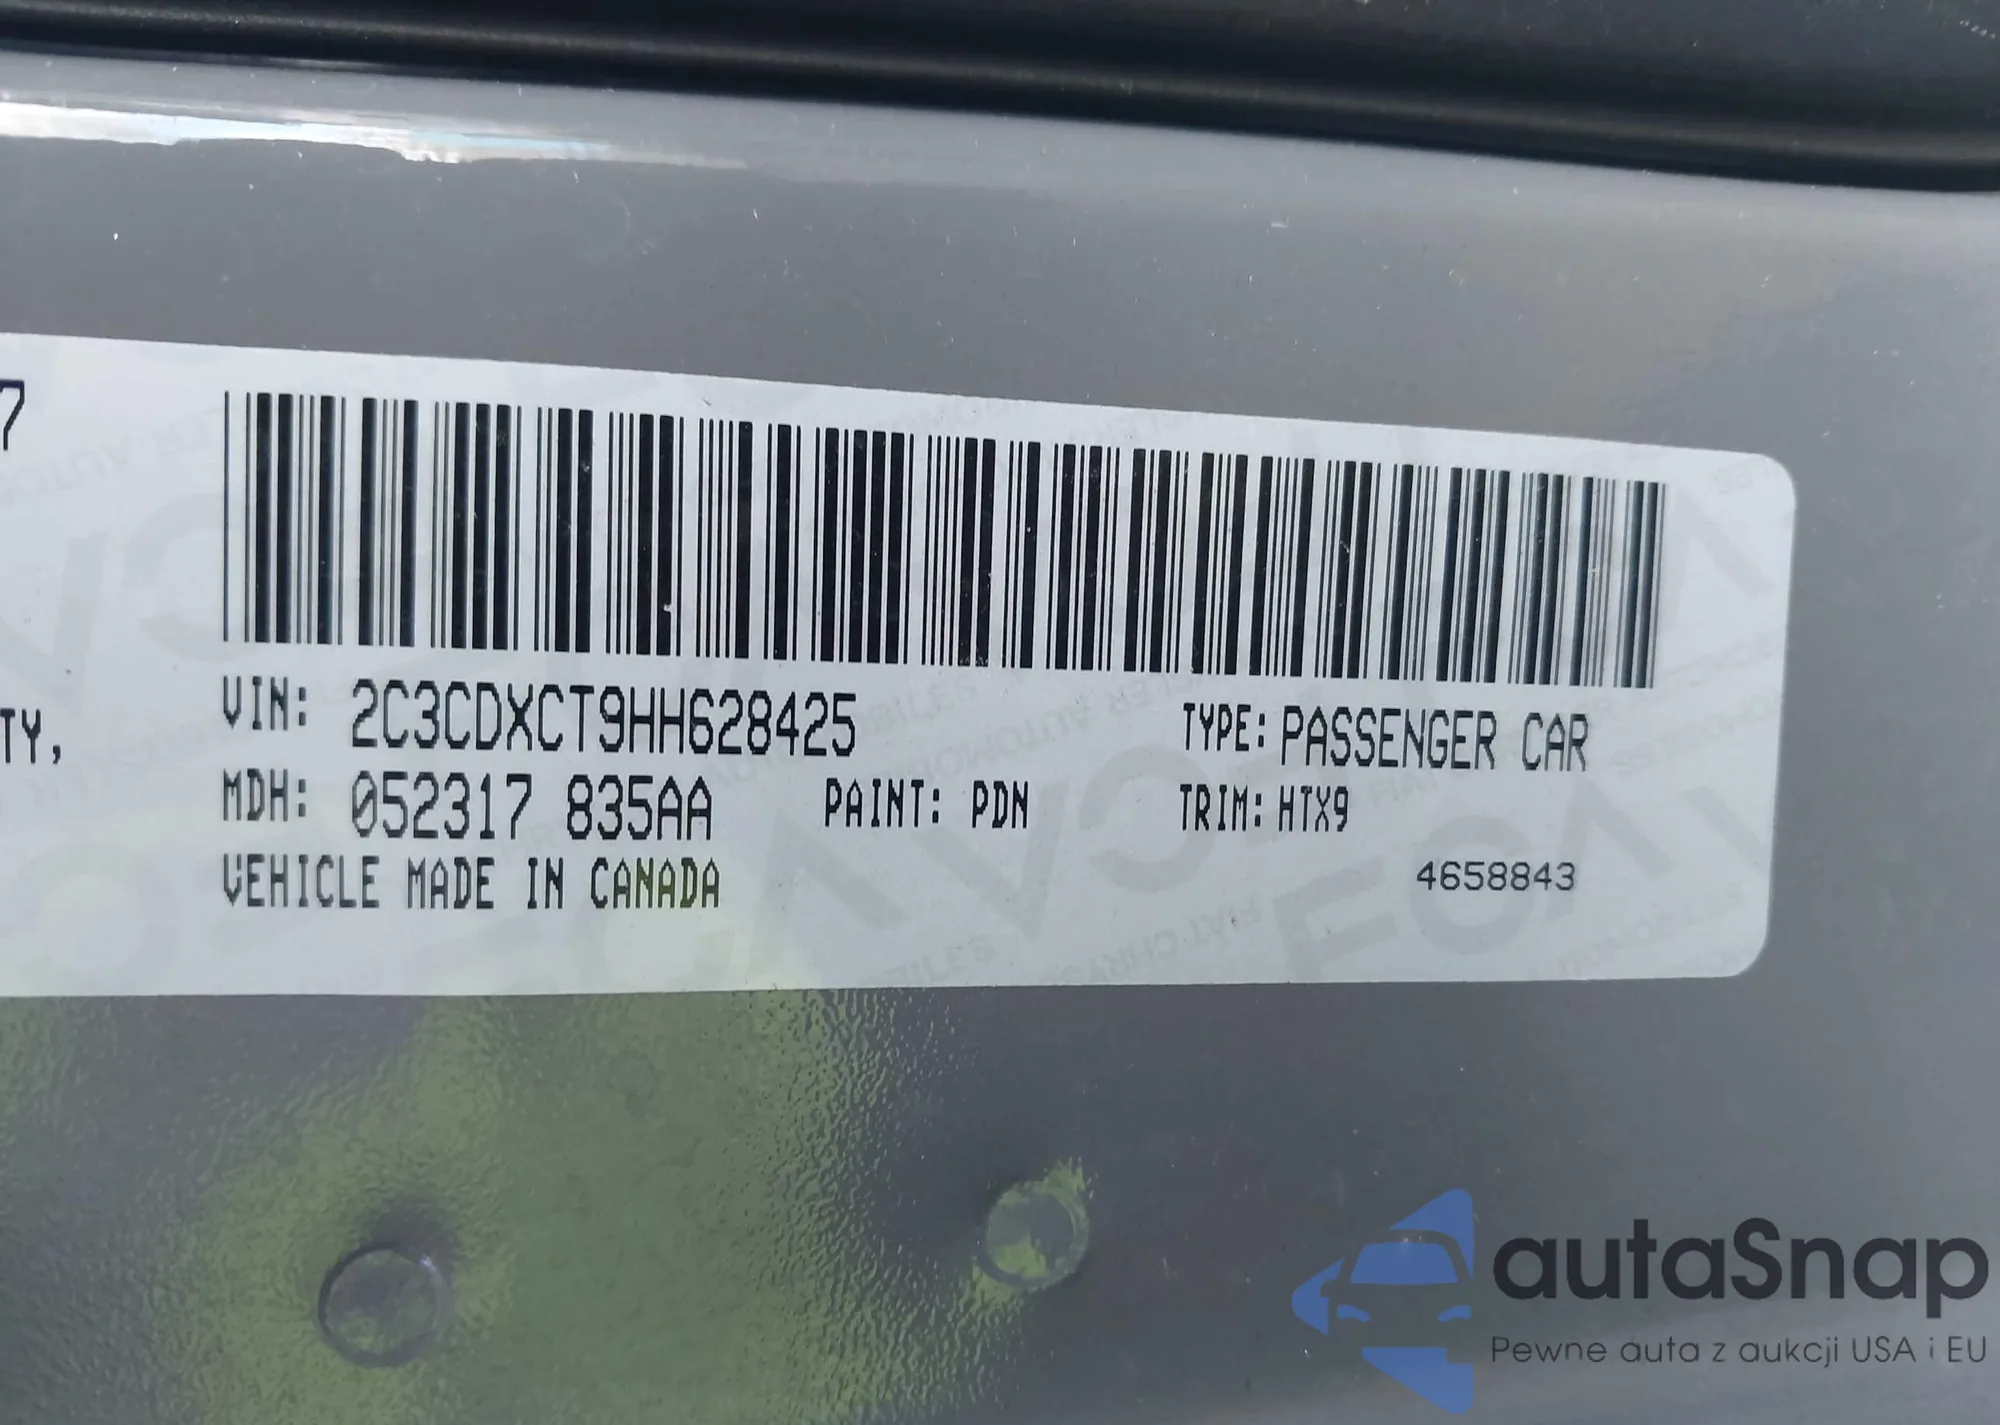 7
TY,
VIN: 2C3CDXCT9HH628425
TYPE: PASSENGER CAR
MDH: 052317 835AA
PAINT: PDN
TRIM: HTX9
VEHICLE MADE IN CANADA
4658843
autaSnap
Pewne auta z aukcji USA i EU